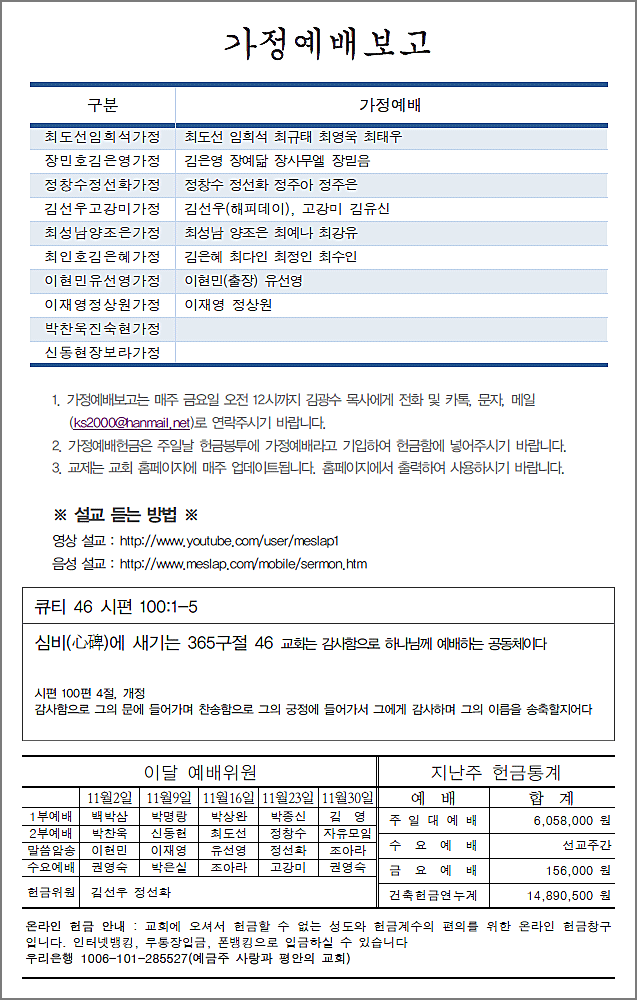 가정예배보고
구분 가정예배
최도선임희석가정 최도선 임희석 최규태 최영욱 최태우
장민호김은영가정 김은영 장예닮 장사무엘 장믿음
정창수정선화가정 정창수 정선화 정주아 정주은
김선우고강미가정 김선우(해피데이), 고강미 김유신
최성남양조은가정 최성남 양조은 최예나 최강유
최인호김은혜가정 김은혜 최다인 최정인 최수인
이현민유선영가정 이현민(출장) 유선영
이재영정상원가정 이재영 정상원
박찬욱진숙현가정
신동현장보라가정
1. 가정예배보고는 매주 금요일 오전 12시까지 김광수 목사에게 전화 및 카톡, 문자, 메일
(ks2000@hanmail.net)로 연락주시기 바랍니다.
2. 가정예배헌금은 주일날 헌금봉투에 가정예배라고 기입하여 헌금함에 넣어주시기 바랍니다.
3. 교제는 교회 홈페이지에 매주 업데이트됩니다. 홈페이지에서 출력하여 사용하시기 바랍니다.
※ 설교 듣는 방법 ※
영상 설교 : http://www.youtube.com/user/meslap1
음성 설교 : http://www.meslap.com/mobile/sermon.htm
큐티 46 시편 100:1-5
심비(心碑)에 새기는 365구절 46 교회는 감사함으로 하나님께 예배하는 공동체이다
시편 100편 4절, 개정
감사함으로 그의 문에 들어가며 찬송함으로 그의 궁정에 들어가서 그에게 감사하며 그의 이름을 송축할지어다
이달 예배위원
11월2일 11월9일 11월16일 11월23일 11월30일
1부예배 백박삼 박명랑 박상완 박종신 김 영
2부예배 박찬욱 신동헌 최도선 정창수 자유모임
말씀암송 이현민 이재영 유선영 정선화 조아라
수요예배 권영숙 박은실 조아라 고강미 권영숙
헌금위원 김선우 정선화
지난주 헌금통계
예 배 합 계
주 일 대 예 배 6,058,000 원
수 요 예 배 선교주간
금 요 예 배 156,000 원
건축헌금연누계 14,890,500 원
온라인 헌금 안내 : 교회에 오셔서 헌금할 수 없는 성도와 헌금계수의 편의를 위한 온라인 헌금창구
입니다. 인터넷뱅킹, 무통장입금, 폰뱅킹으로 입금하실 수 있습니다
우리은행 1006-101-285527(예금주 사랑과 평안의 교회)